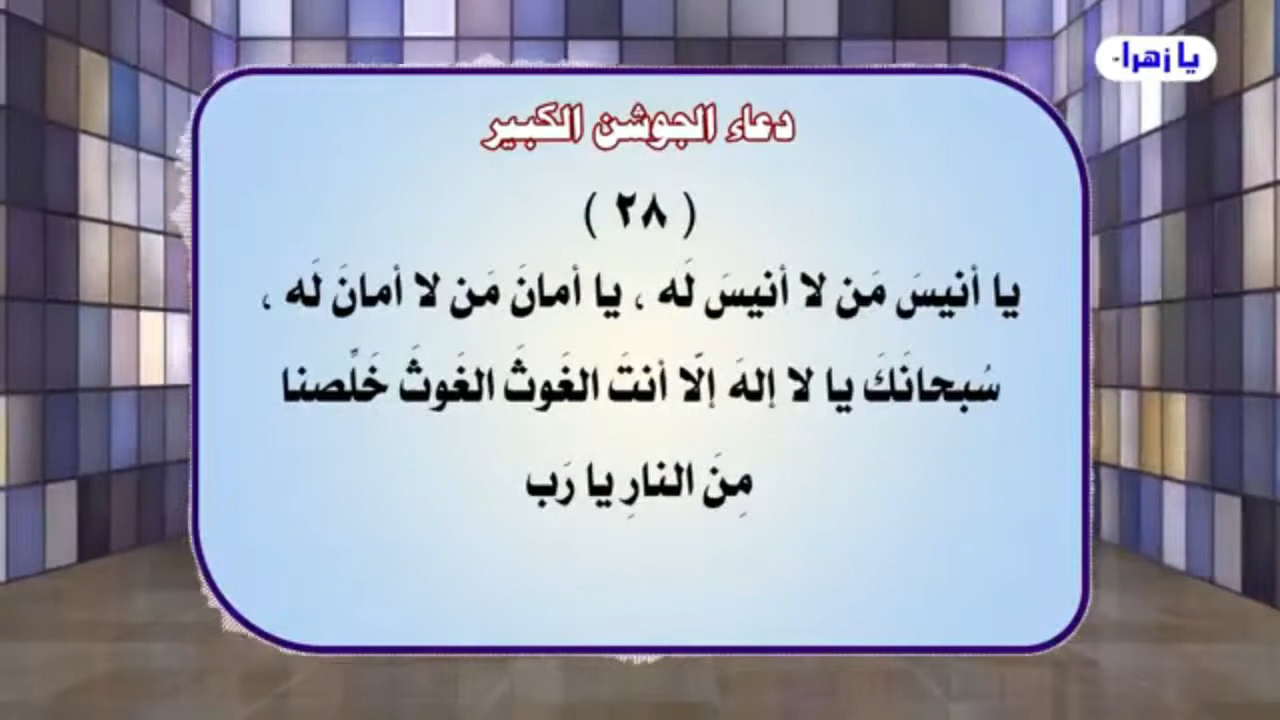 يا زهراء
دعاء الجوشن الكبير
( ٢٨ )
يا أنيسَ مَن لا أنيسَ لَه ، يا أمانَ مَن لا أمانَ لَه ،
سُبحانَكَ يا لا إلهَ إلّا أنتَ الغَوثَ الغَوثَ خَلِّصنا
مِنَ النارِ يا رَب